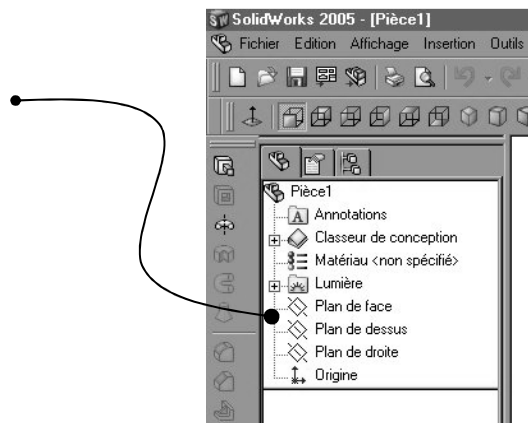 SolidWorks 2005 - [Pièce1]
Fichier Edition Affichage Insertion Outils
Pièce1
A Annotations
Classeur de conception
Matériau <non spécifié>
Lumière
Plan de face
Plan de dessus
Plan de droite
Origine